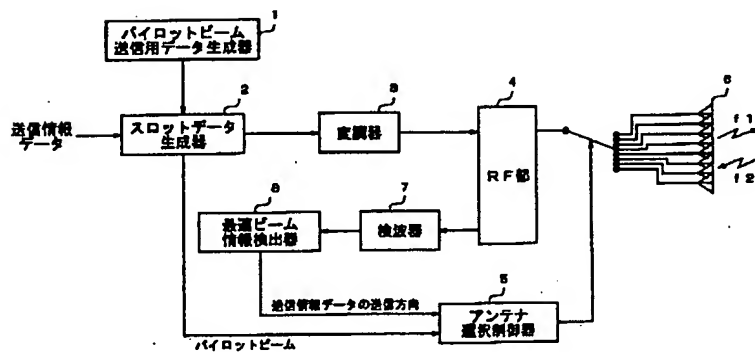 1
パイロットビーム
送信用データ生成器
2
送信情報
データ
スロットデータ
生成器
3
変調器
4
RF部
6
f1
f2
8
最適ビーム
情報検出器
7
検波器
送信情報データの送信方向
5
アンテナ
選択制御器
パイロットビーム